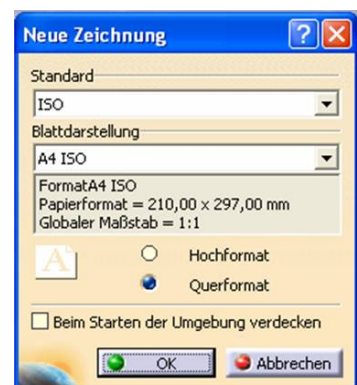 Neue Zeichnung
Standard
ISO
Blattdarstellung
A4 ISO
FormatA4 ISO
Papierformat = 210,00 x 297,00 mm
Globaler Maßstab = 1:1
A
Hochformat
Querformat
Beim Starten der Umgebung verdecken
OK
Abbrechen